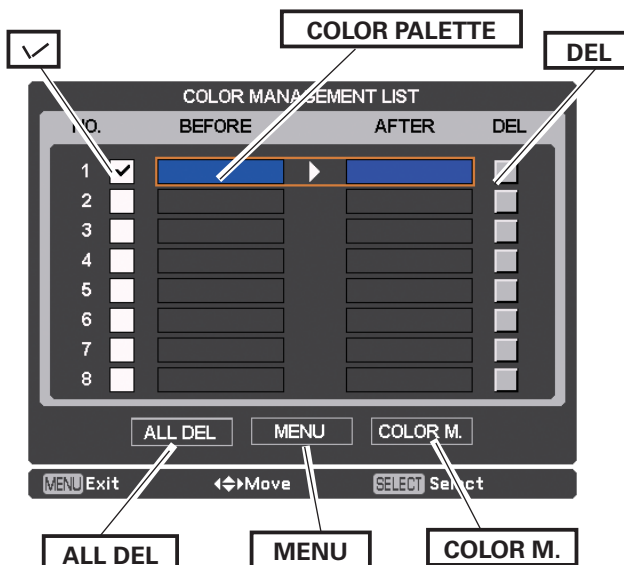 COLOR PALETTE
✓
DEL
COLOR MANAGEMENT LIST
NO. BEFORE AFTER DEL
1 ✓
2
3
4
5
6
7
8
ALL DEL MENU COLOR M.
MENU Exit ◂◆▸Move SELECT Select
ALL DEL MENU COLOR M.